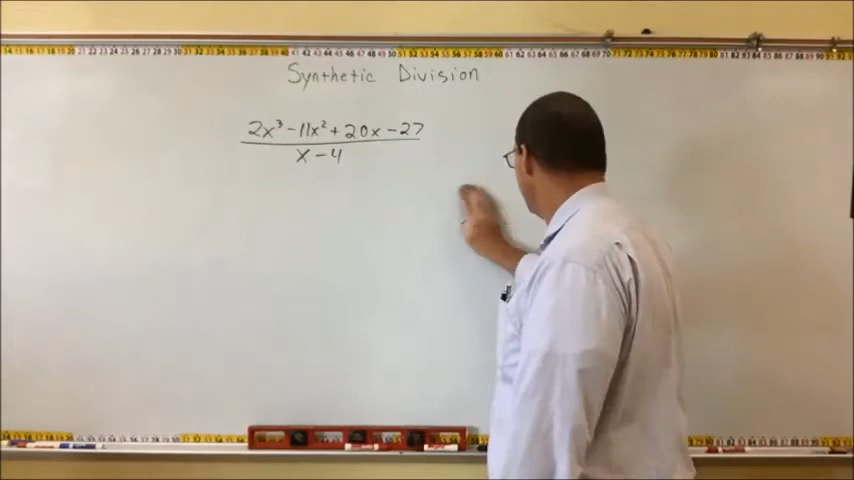 Synthetic Division
2x³ - 11x² + 20x - 27
x - 4